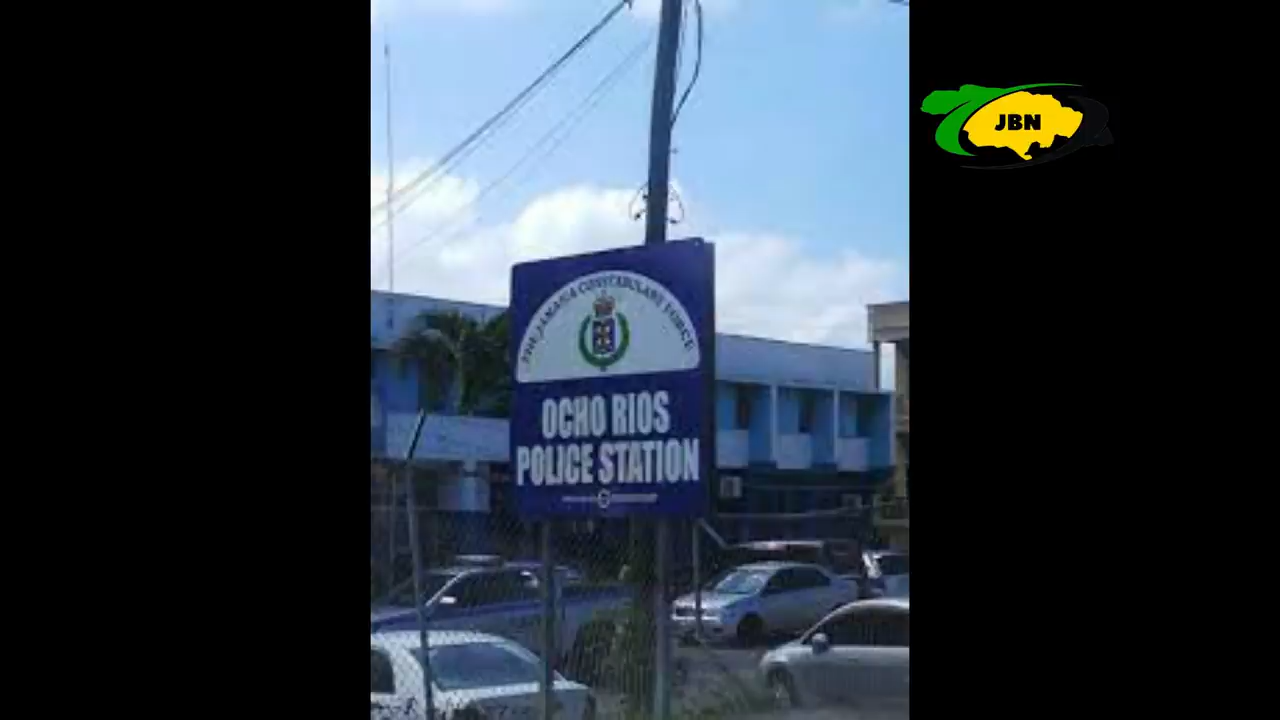 JBN
THE JAMAICA CONSTABULARY FORCE
OCHO RIOS
POLICE STATION